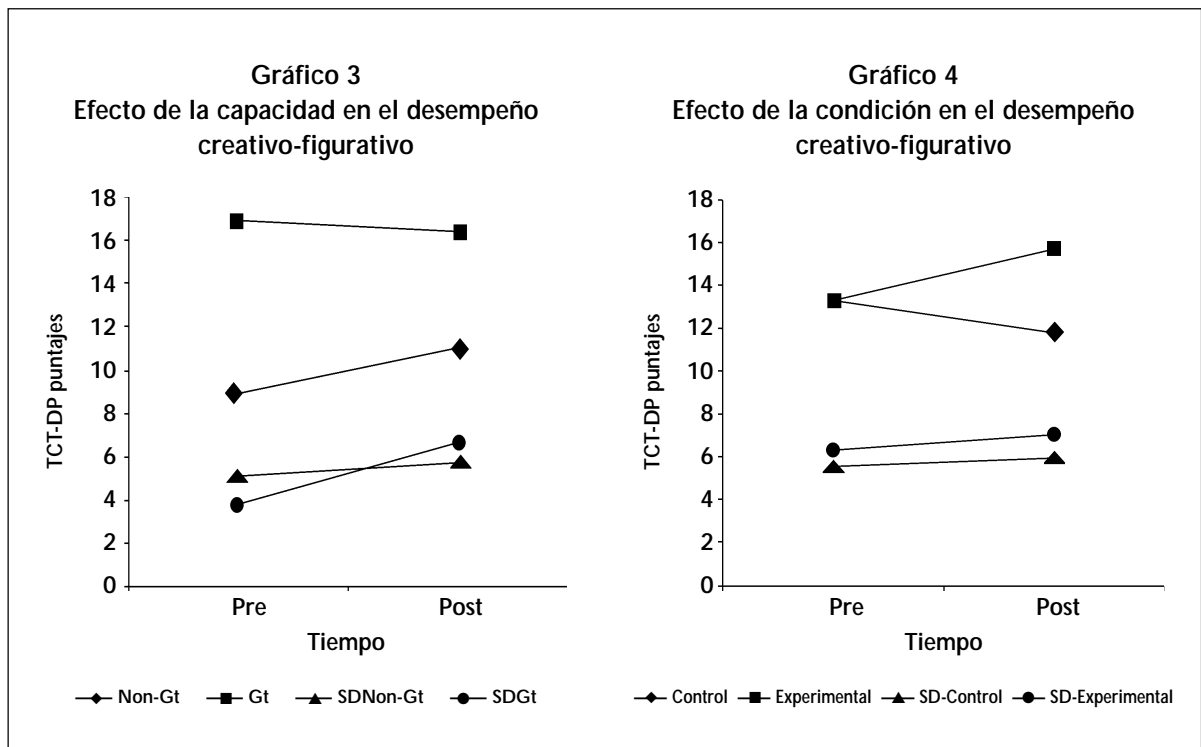 Gráfico 3
Efecto de la capacidad en el desempeño
creativo-figurativo
TCT-DP puntajes
18
16
14
12
10
8
6
4
2
0
Pre Post
Tiempo
Non-Gt Gt SDNon-Gt SDGt
Gráfico 4
Efecto de la condición en el desempeño
creativo-figurativo
TCT-DP puntajes
18
16
14
12
10
8
6
4
2
0
Pre Post
Tiempo
Control Experimental SD-Control SD-Experimental